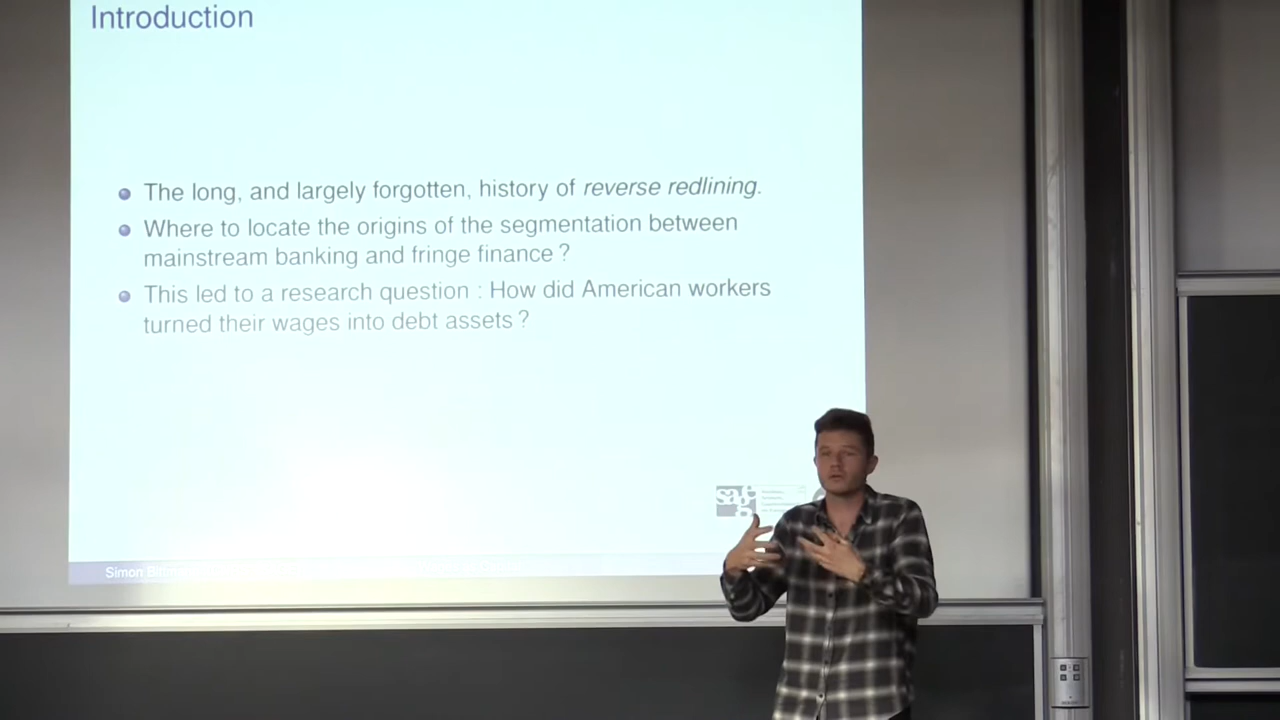 Introduction
The long, and largely forgotten, history of reverse redlining.
Where to locate the origins of the segmentation between
mainstream banking and fringe finance ?
This led to a research question : How did American workers
turned their wages into debt assets ?
sage
Simon